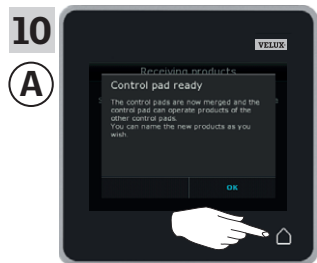 10
A
VELUX
Receiving products
Control pad ready
The control pads are now merged and the
control pad can operate products of the
other control pads.
You can name the new products as you
wish.
OK